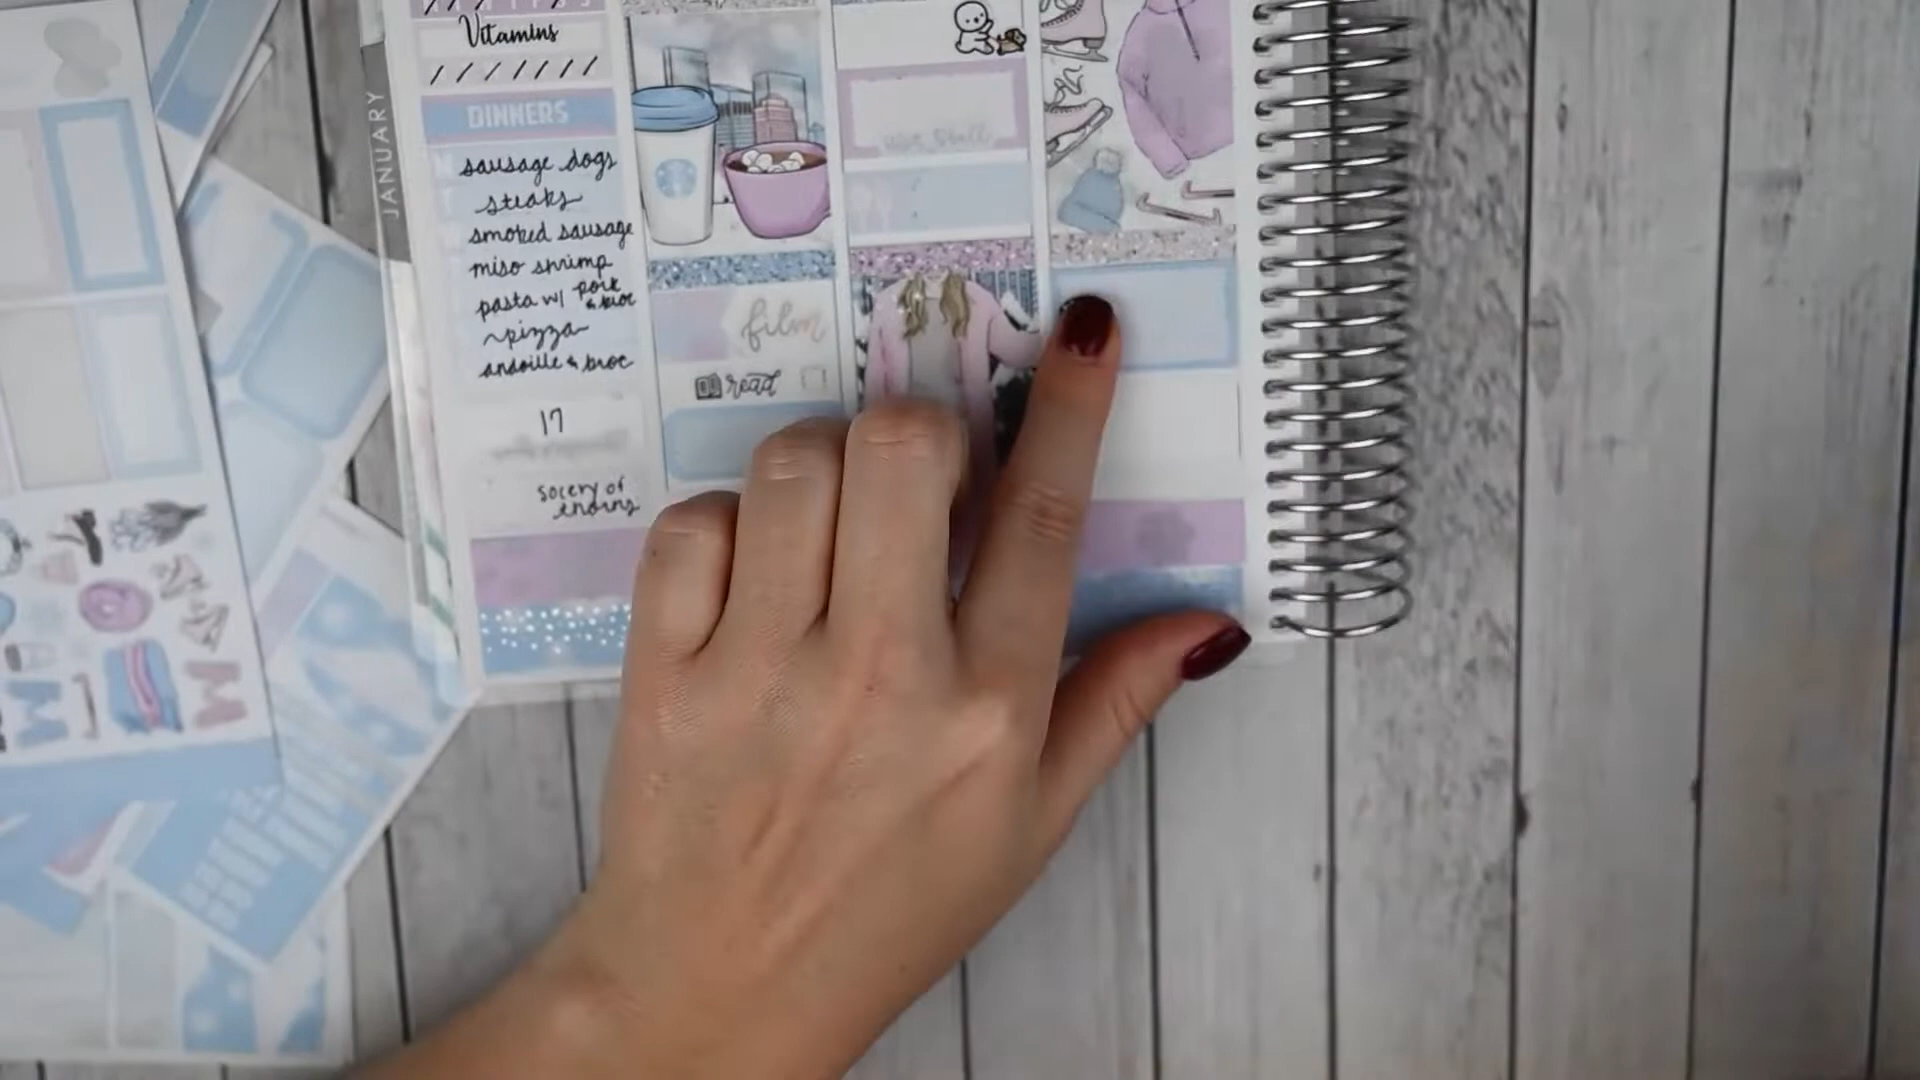 Vitamins
JANUARY
DINNERS
sausage dogs
steaks
smoked sausage
miso shrimp
pasta w/ pork
& broc
pizza
andoille & broc
17
socery of
endings
film
read